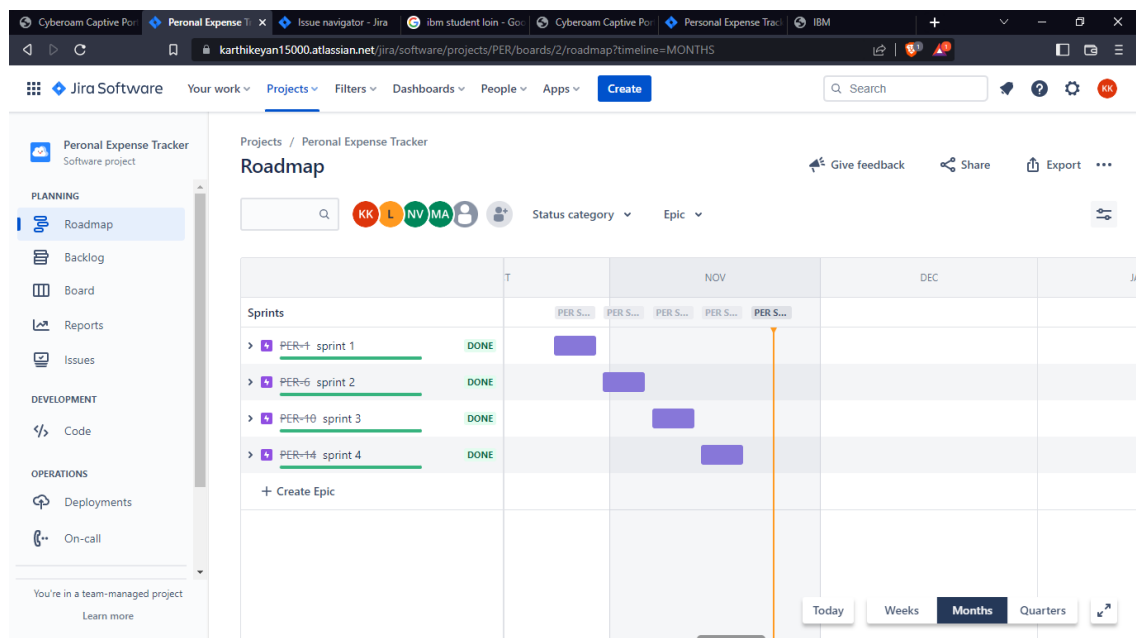 Cyberoam Captive Por
Peronal Expense T
Issue navigator - Jira
ibm student loin - Goo
Cyberoam Captive Por
Personal Expense Track
IBM
karthikeyan15000.atlassian.net/jira/software/projects/PER/boards/2/roadmap?timeline=MONTHS
Jira Software
Your work
Projects
Filters
Dashboards
People
Apps
Create
Search
KK
Peronal Expense Tracker
Software project
PLANNING
Roadmap
Backlog
Board
Reports
Issues
DEVELOPMENT
Code
OPERATIONS
Deployments
On-call
You're in a team-managed project
Learn more
Projects / Peronal Expense Tracker
Roadmap
Give feedback
Share
Export
KK L NV MA
Status category
Epic
T NOV DEC JA
Sprints
PER S... PER S... PER S... PER S... PER S...
PER-1 sprint 1 DONE
PER-6 sprint 2 DONE
PER-10 sprint 3 DONE
PER-14 sprint 4 DONE
+ Create Epic
Today
Weeks
Months
Quarters